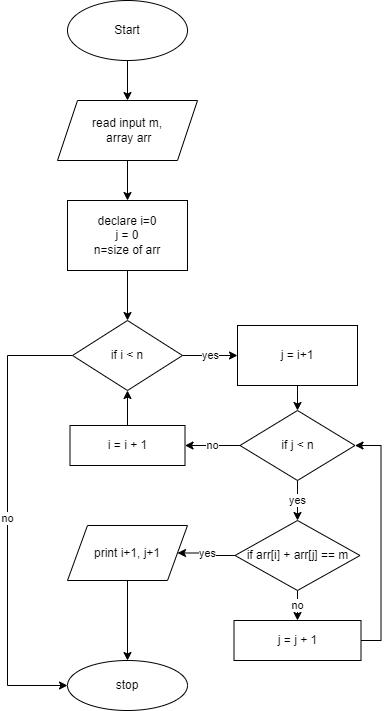 Start
read input m,
array arr
declare i=0
j = 0
n=size of arr
if i < n
yes
j = i+1
i = i + 1
no
if j < n
yes
no
print i+1, j+1
yes
if arr[i] + arr[j] == m
no
j = j + 1
stop